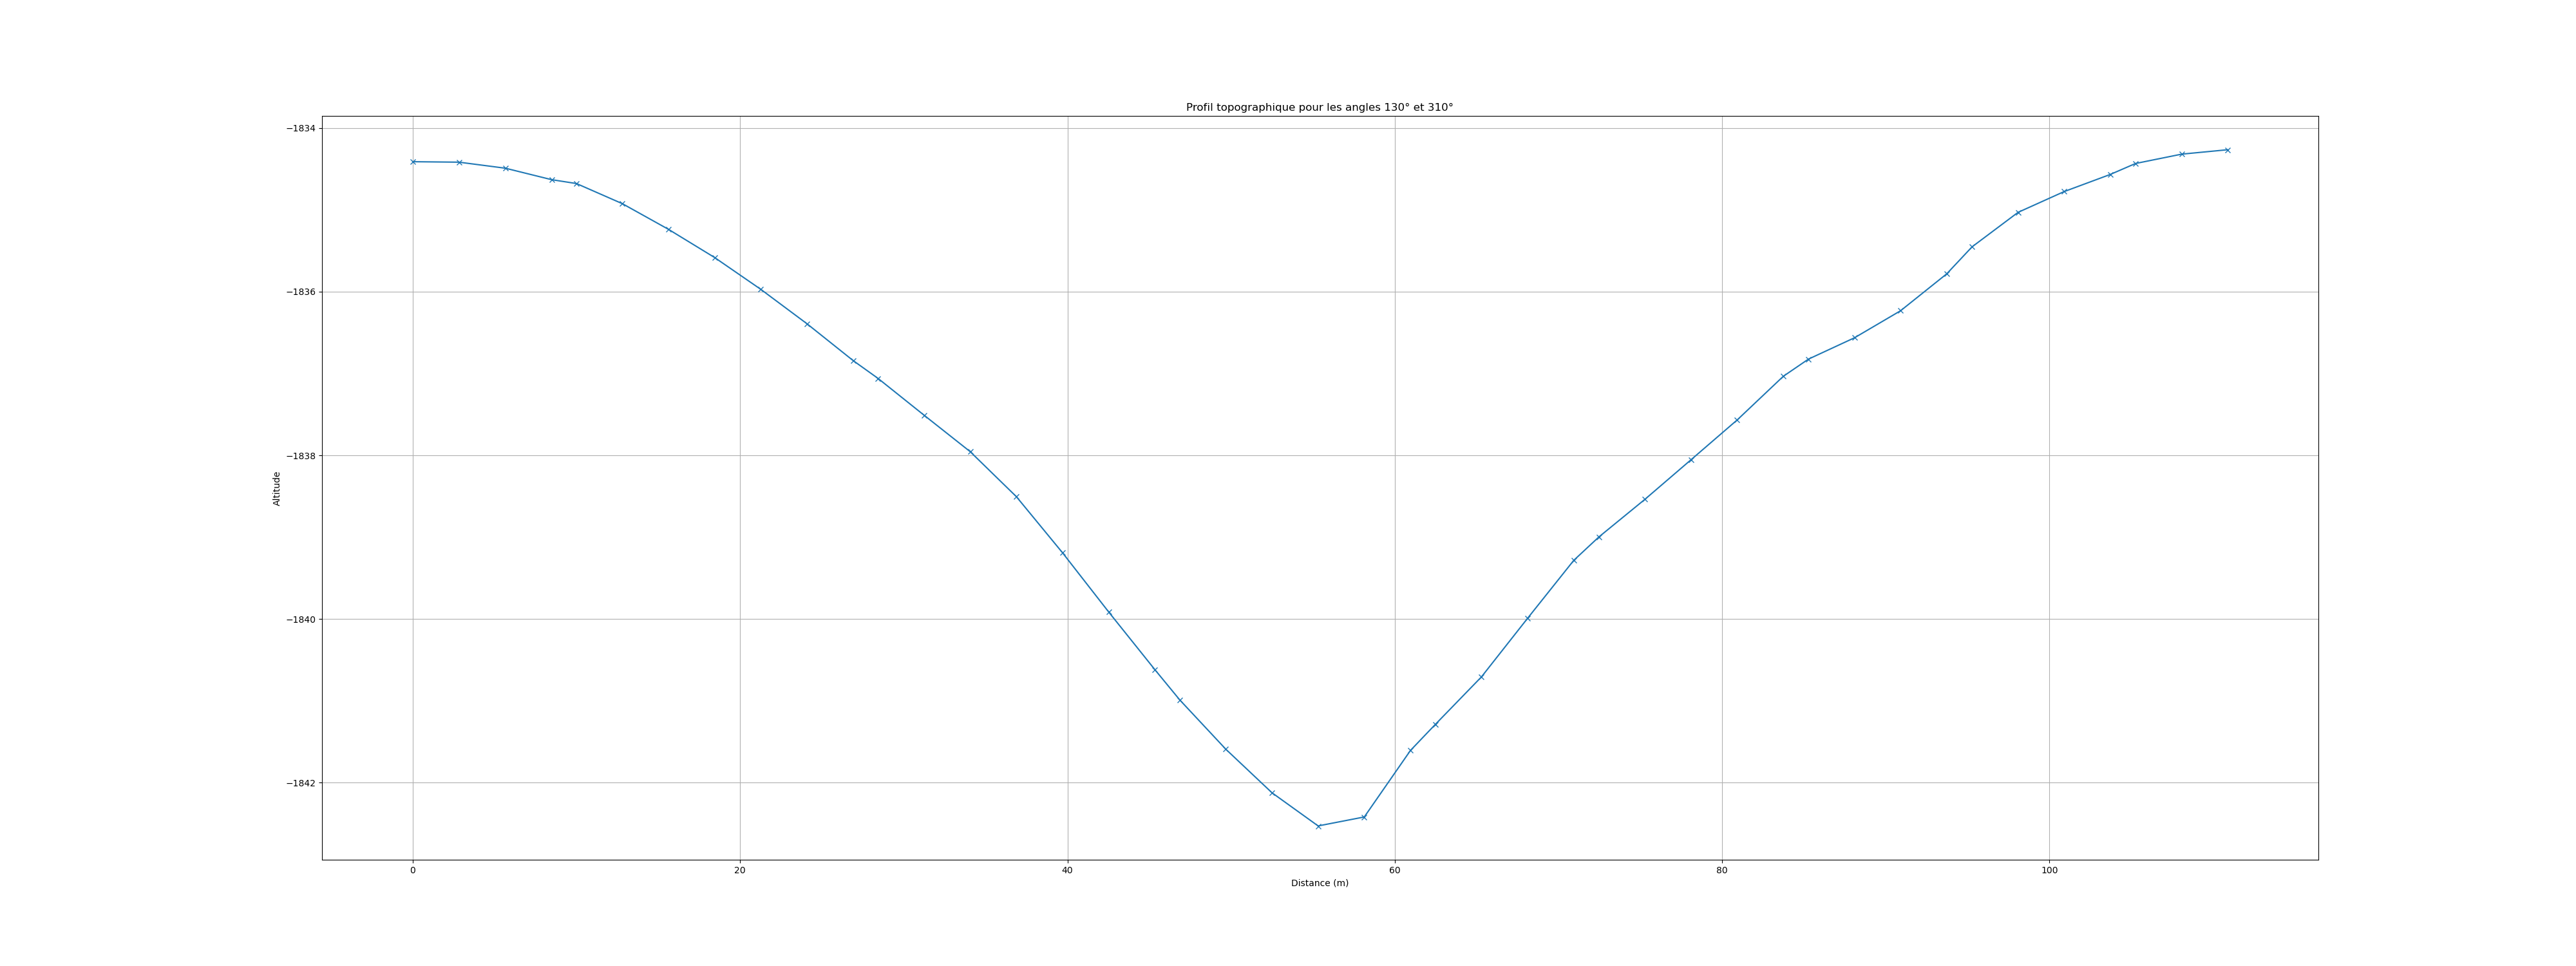 Profil topographique pour les angles 130° et 310°
−1834
−1836
−1838
−1840
−1842
Altitude
0 20 40 60 80 100
Distance (m)